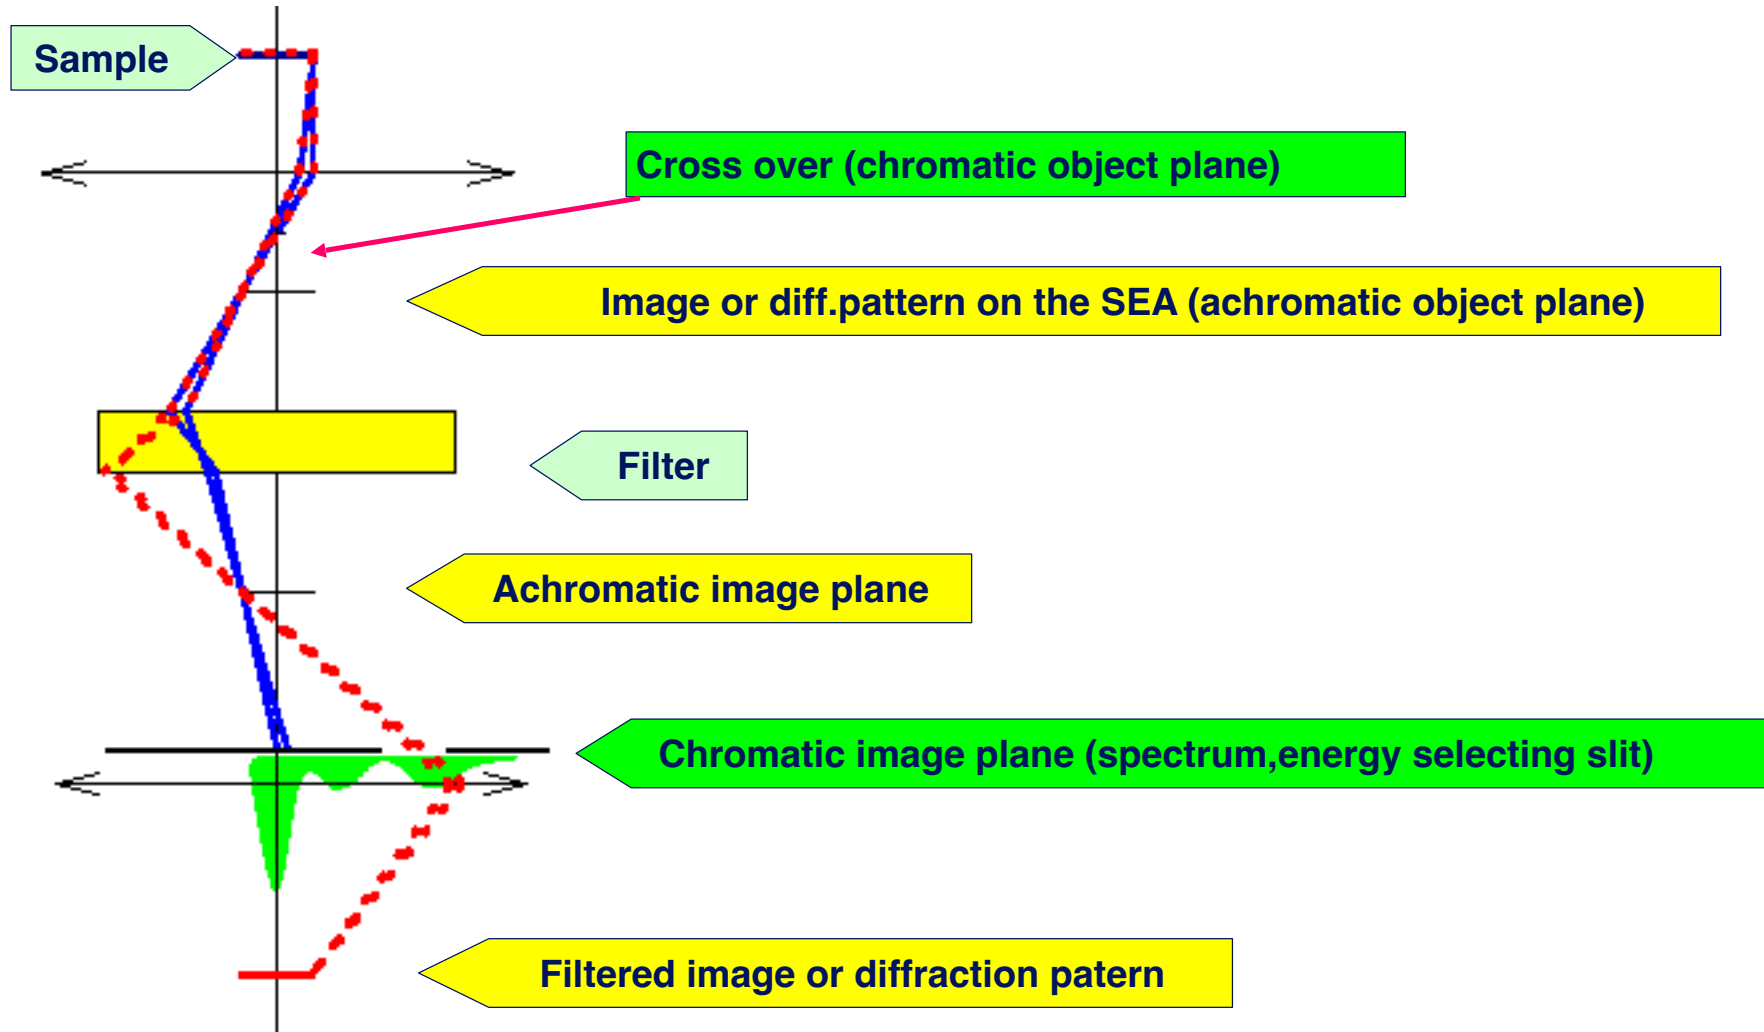 Sample
Cross over (chromatic object plane)
Image or diff.pattern on the SEA (achromatic object plane)
Filter
Achromatic image plane
Chromatic image plane (spectrum,energy selecting slit)
Filtered image or diffraction patern